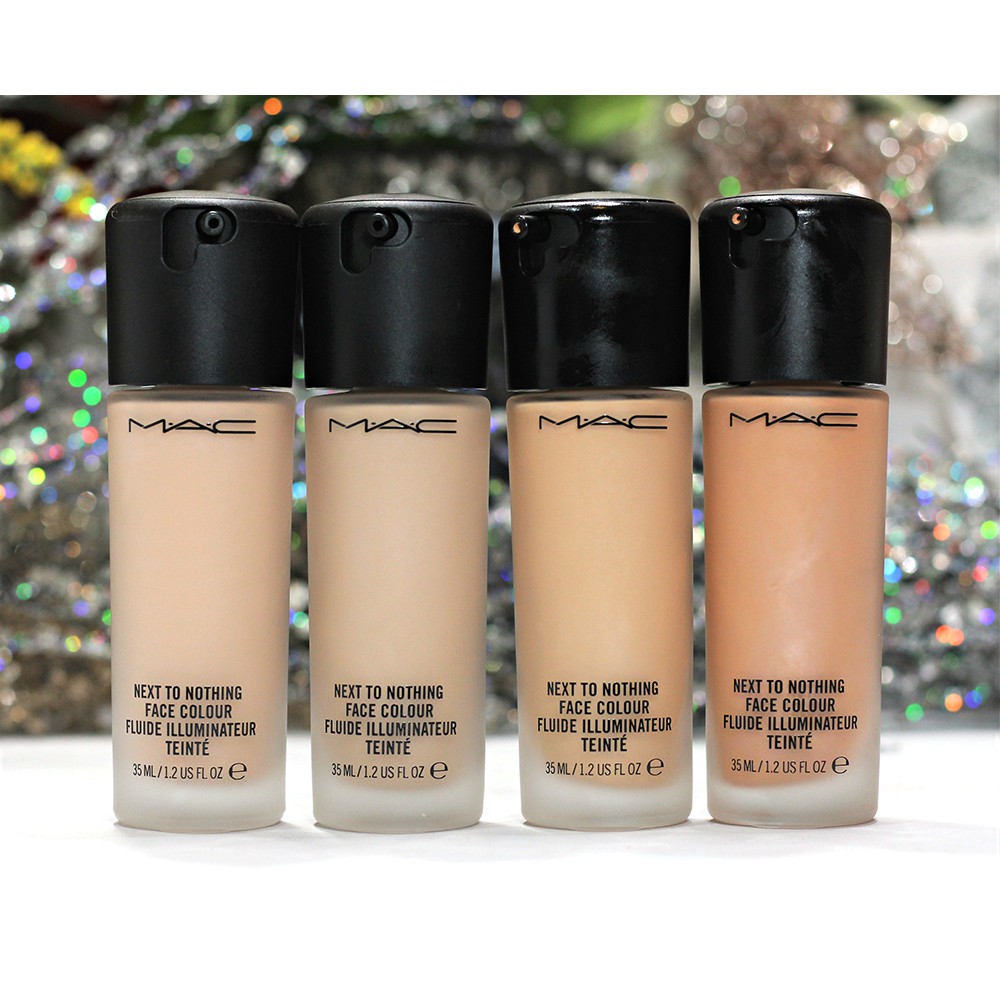 M·A·C
NEXT TO NOTHING
FACE COLOUR
FLUIDE ILLUMINATEUR
TEINTÉ
35 ML / 1.2 US FL OZ ℮
M·A·C
NEXT TO NOTHING
FACE COLOUR
FLUIDE ILLUMINATEUR
TEINTÉ
35 ML / 1.2 US FL OZ ℮
M·A·C
NEXT TO NOTHING
FACE COLOUR
FLUIDE ILLUMINATEUR
TEINTÉ
35 ML / 1.2 US FL OZ ℮
M·A·C
NEXT TO NOTHING
FACE COLOUR
FLUIDE ILLUMINATEUR
TEINTÉ
35 ML / 1.2 US FL OZ ℮